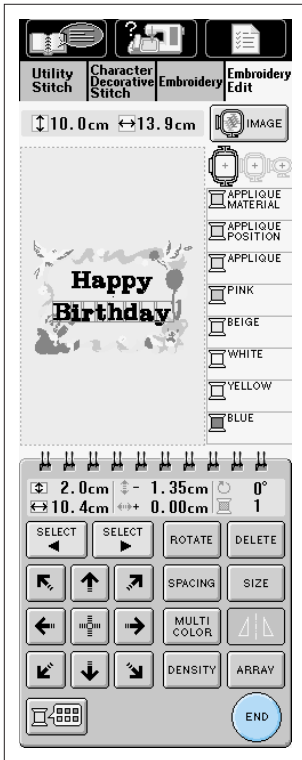 Utility
Stitch
Character
Decorative
Stitch
Embroidery
Embroidery
Edit
10.0cm 13.9cm
IMAGE
APPLIQUE
MATERIAL
APPLIQUE
POSITION
APPLIQUE
PINK
BEIGE
WHITE
YELLOW
BLUE
Happy
Birthday
2.0cm - 1.35cm 0°
10.4cm + 0.00cm 1
SELECT SELECT ROTATE DELETE
SPACING SIZE
MULTI
COLOR
DENSITY ARRAY
END